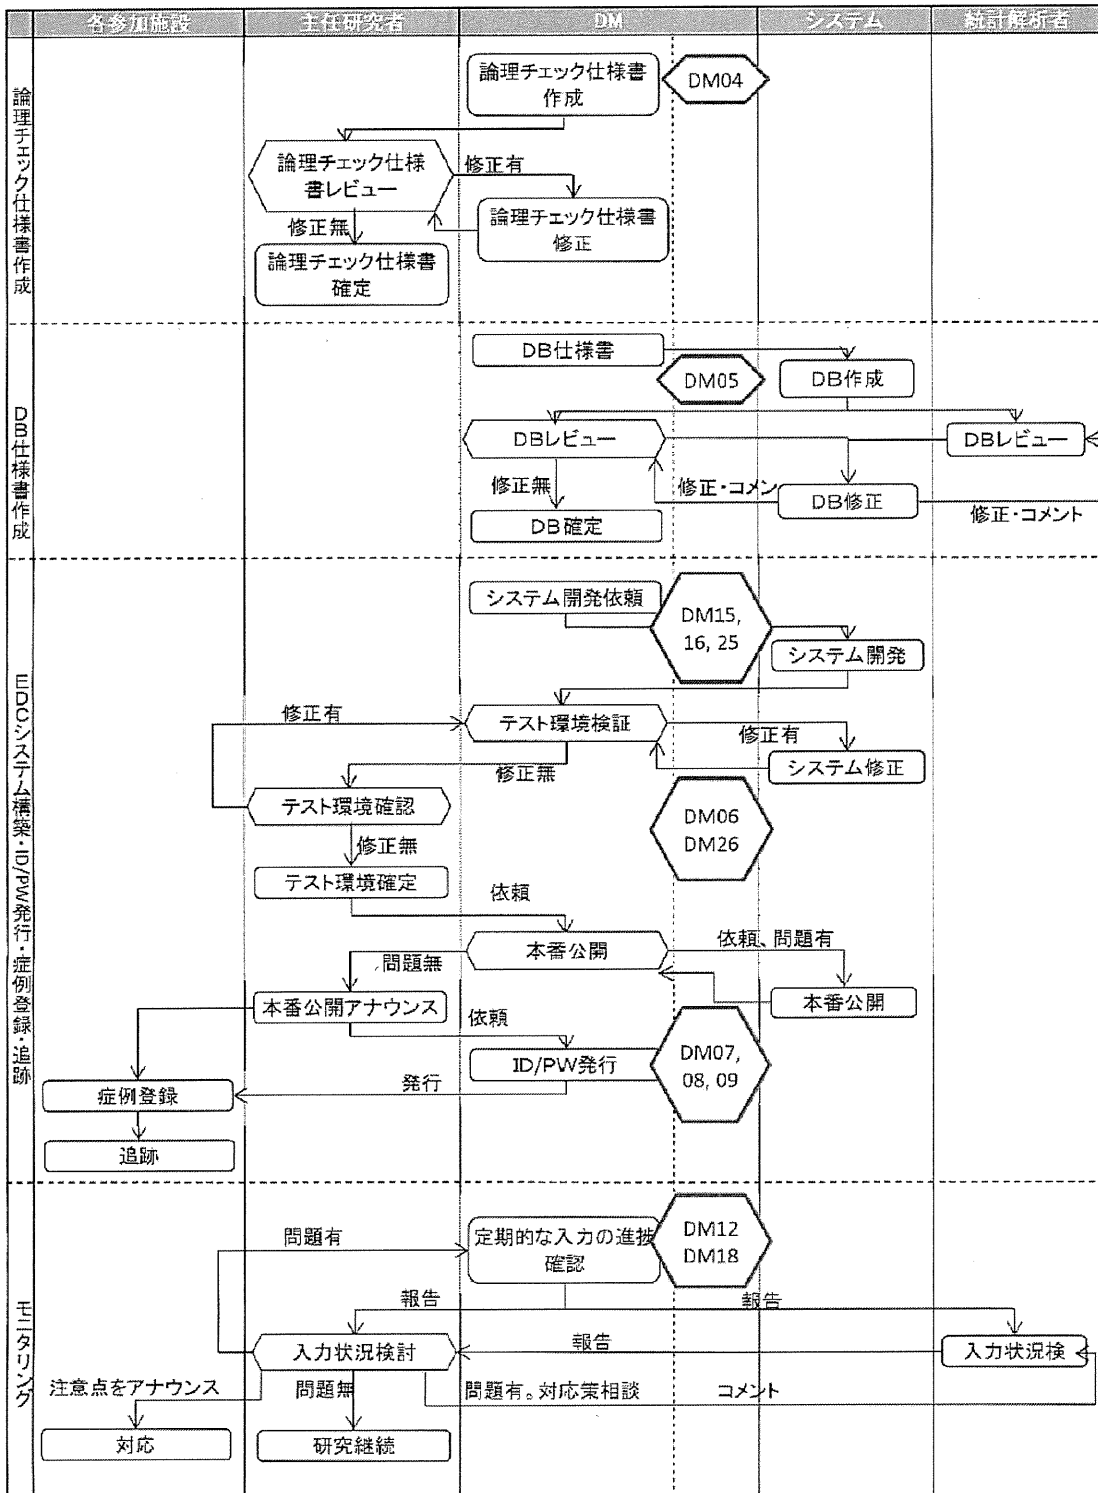 各参加施設
主任研究者
DM
システム
統計解析者
論理チェック仕様書作成
論理チェック仕様書
作成
DM04
論理チェック仕様
書レビュー
修正有
論理チェック仕様書
修正
修正無
論理チェック仕様書
確定
DB仕様書作成
DB仕様書
DM05
DB作成
DBレビュー
DBレビュー
修正無
修正・コメン
DB修正
修正・コメント
DB確定
EDCシステム構築・ID/PW発行・症例登録・追跡
システム開発依頼
DM15,
16, 25
システム開発
修正有
テスト環境検証
修正有
修正無
システム修正
テスト環境確認
DM06
DM26
修正無
テスト環境確定
依頼
本番公開
依頼、問題有
問題無
本番公開アナウンス
本番公開
依頼
ID/PW発行
DM07,
08, 09
発行
症例登録
追跡
モニタリング
問題有
定期的な入力の進捗
確認
DM12
DM18
報告
報告
入力状況検討
報告
入力状況検
注意点をアナウンス
問題無
問題有。対応策相談
コメント
対応
研究継続